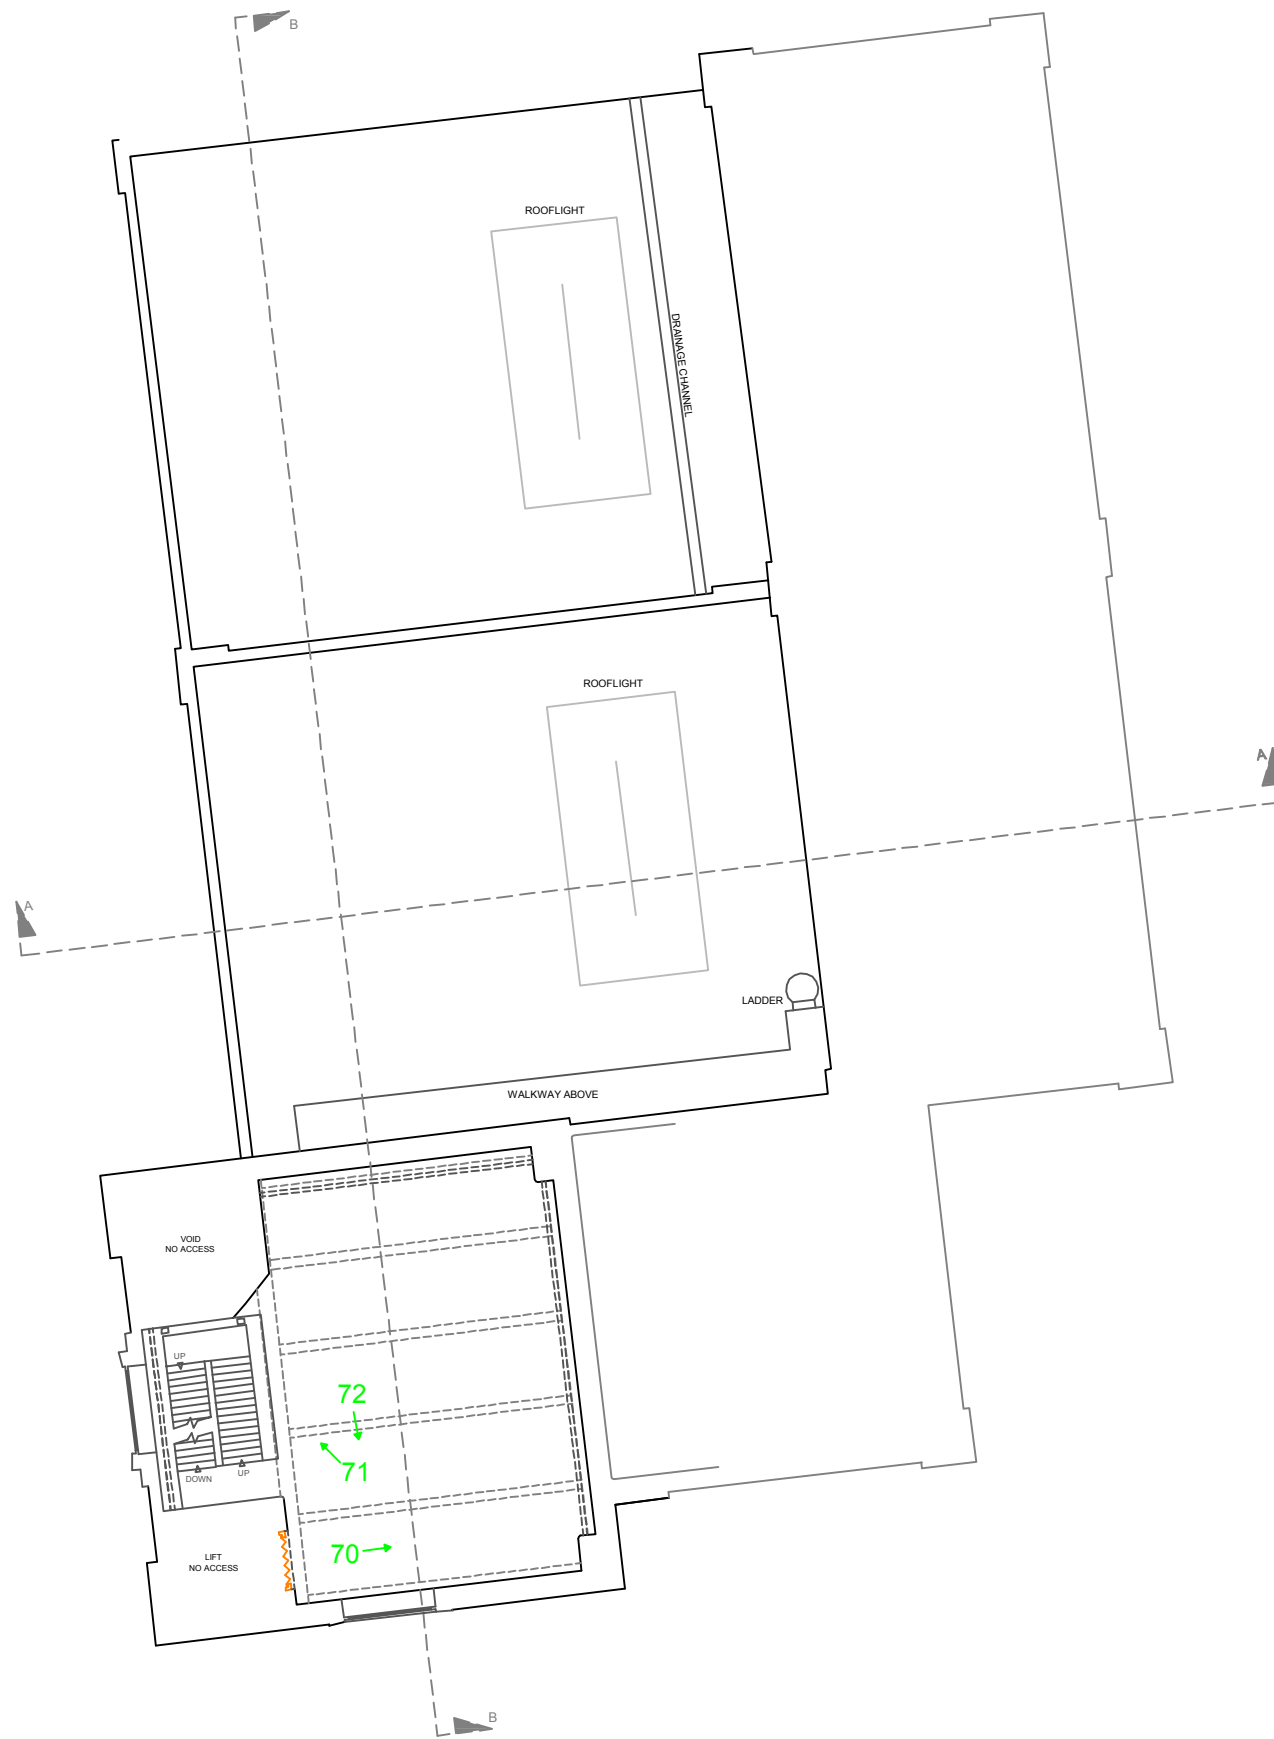 B
ROOFLIGHT
DRAINAGE CHANNEL
ROOFLIGHT
A
A
LADDER
WALKWAY ABOVE
VOID
NO ACCESS
UP
72
71
DOWN
UP
70
LIFT
NO ACCESS
B